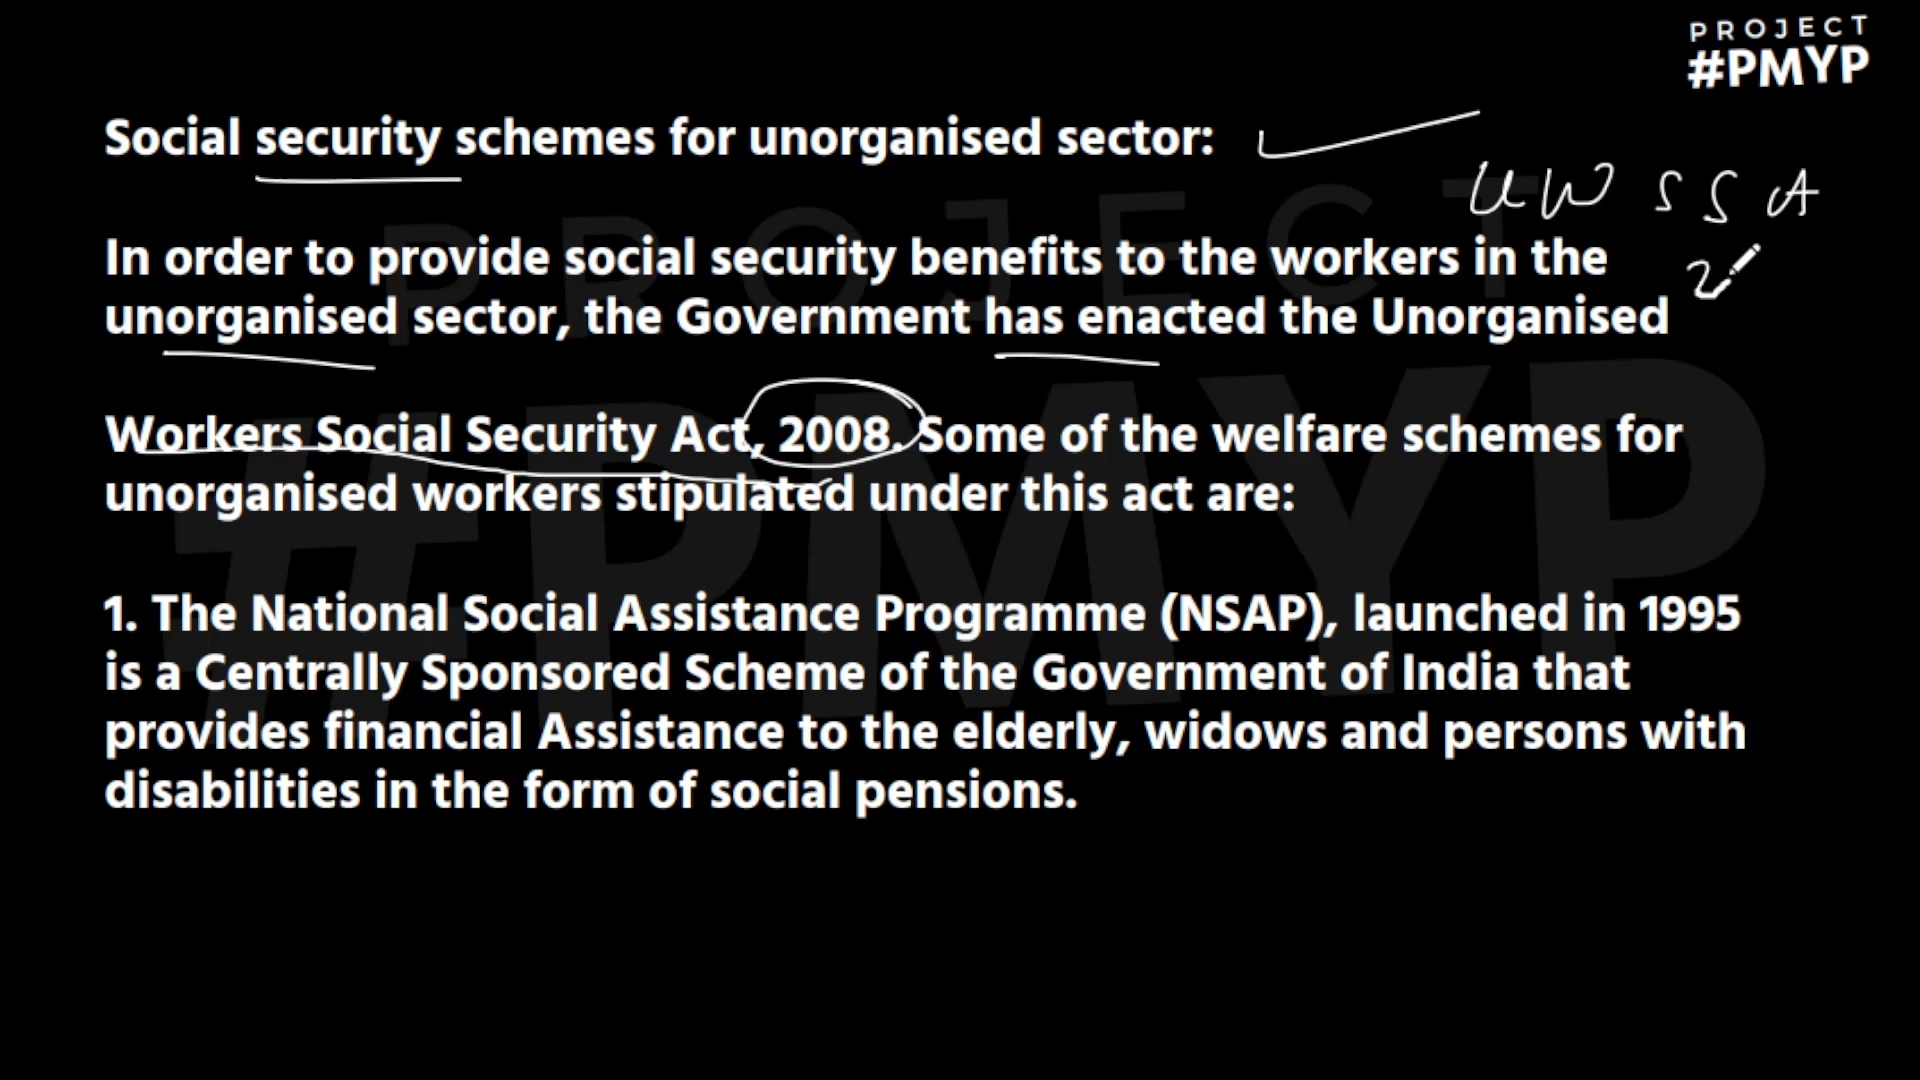 PROJECT
#PMYP
Social security schemes for unorganised sector:
UW SSA
In order to provide social security benefits to the workers in the
2
unorganised sector, the Government has enacted the Unorganised
Workers Social Security Act, 2008. Some of the welfare schemes for
unorganised workers stipulated under this act are:
1. The National Social Assistance Programme (NSAP), launched in 1995
is a Centrally Sponsored Scheme of the Government of India that
provides financial Assistance to the elderly, widows and persons with
disabilities in the form of social pensions.
PROJECT
#PMYP